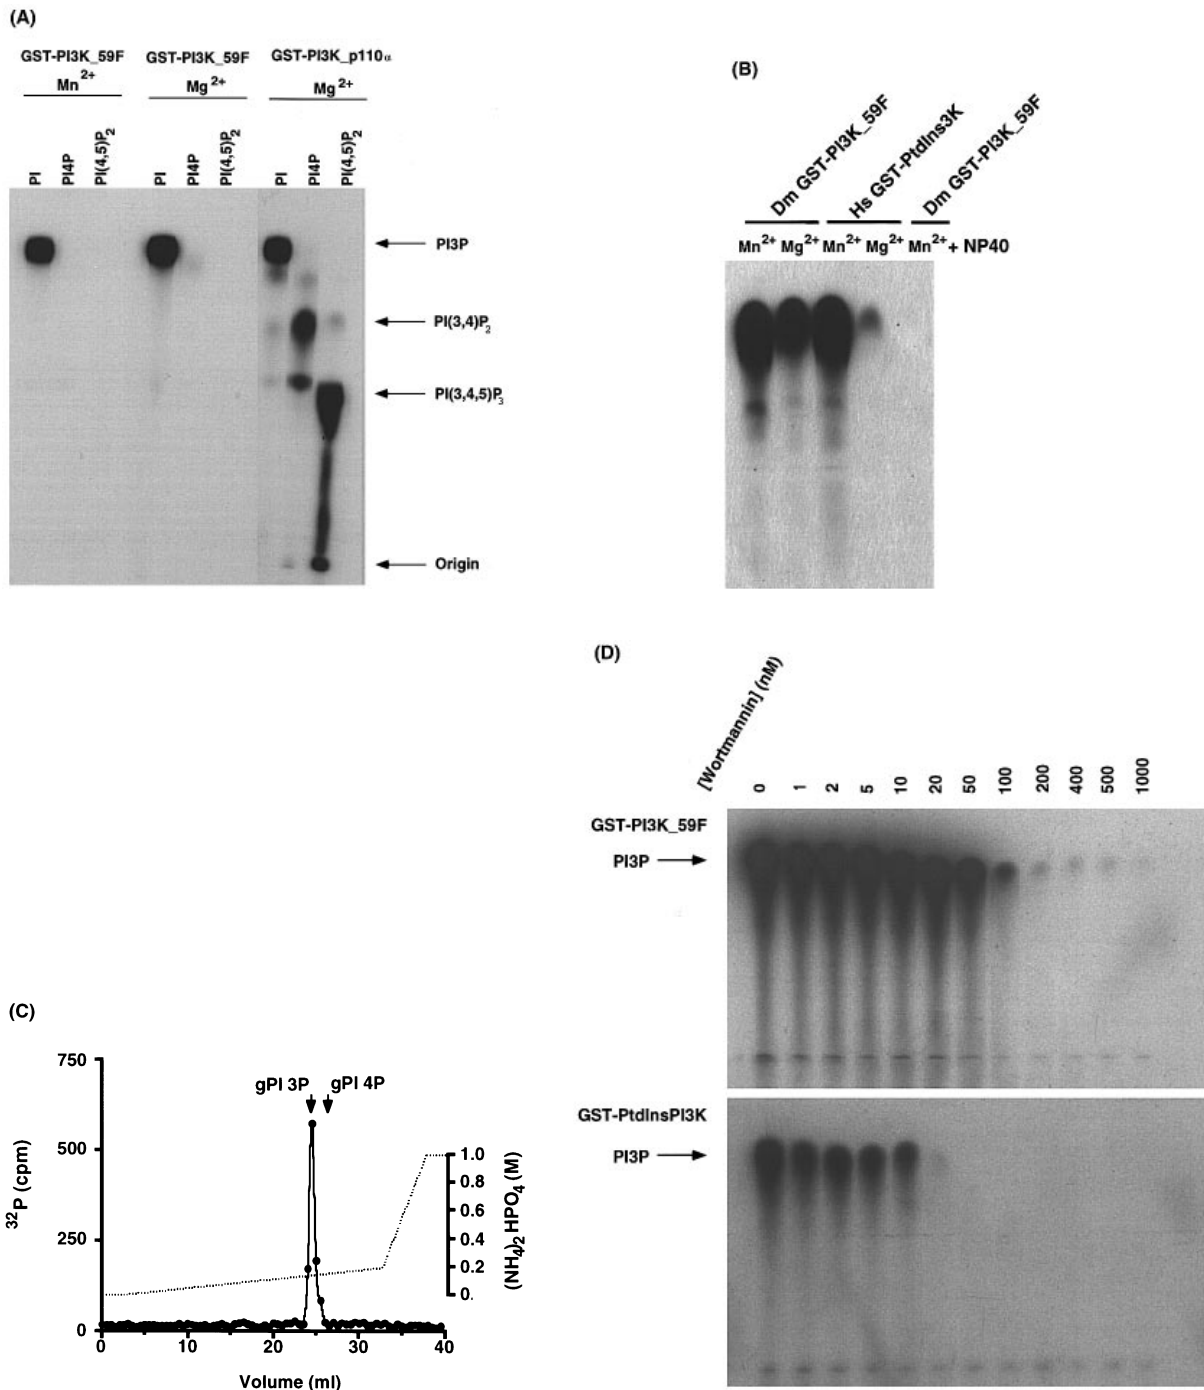 (A)
GST-PI3K_59F GST-PI3K_59F GST-PI3K_p110α
Mn2+ Mg2+ Mg2+
PI PI4P PI(4,5)P2 PI PI4P PI(4,5)P2 PI PI4P PI(4,5)P2
PI3P
PI(3,4)P2
PI(3,4,5)P3
Origin
(B)
Dm GST-PI3K_59F Hs GST-PtdIns3K Dm GST-PI3K_59F
Mn2+ Mg2+ Mn2+ Mg2+ Mn2+ + NP40
(C)
gPI 3P gPI 4P
750
500
250
0
32P (cpm)
0 10 20 30 40
Volume (ml)
1.0
0.8
0.6
0.4
0.2
0.
(NH4)2 HPO4 (M)
(D)
[Wortmannin] (nM)
0 1 2 5 10 20 50 100 200 400 500 1000
GST-PI3K_59F
PI3P
GST-PtdInsPI3K
PI3P